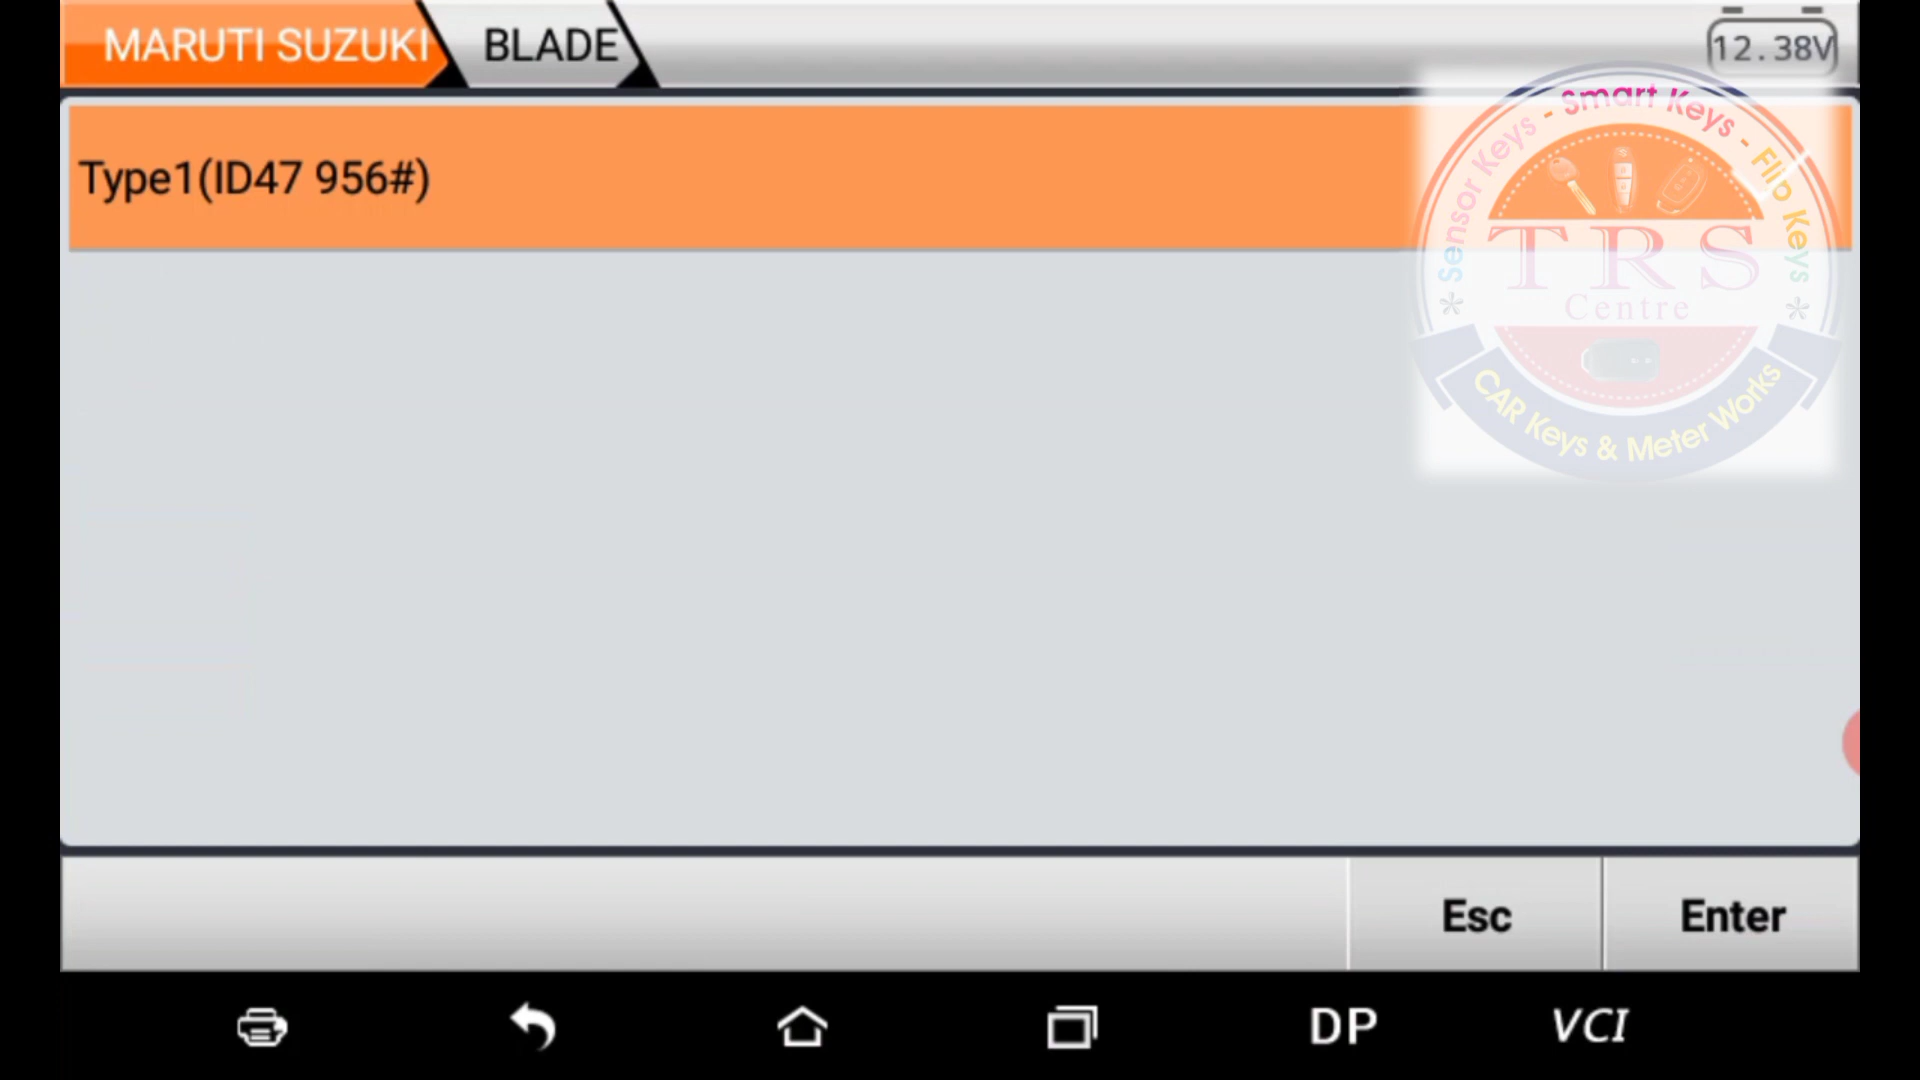 MARUTI SUZUKI
BLADE
12.38V
Type1(ID47 956#)
Sensor Keys - Smart Keys - Flip Keys
TRS
Centre
CAR Keys & Meter Works
Esc
Enter
DP
VCI